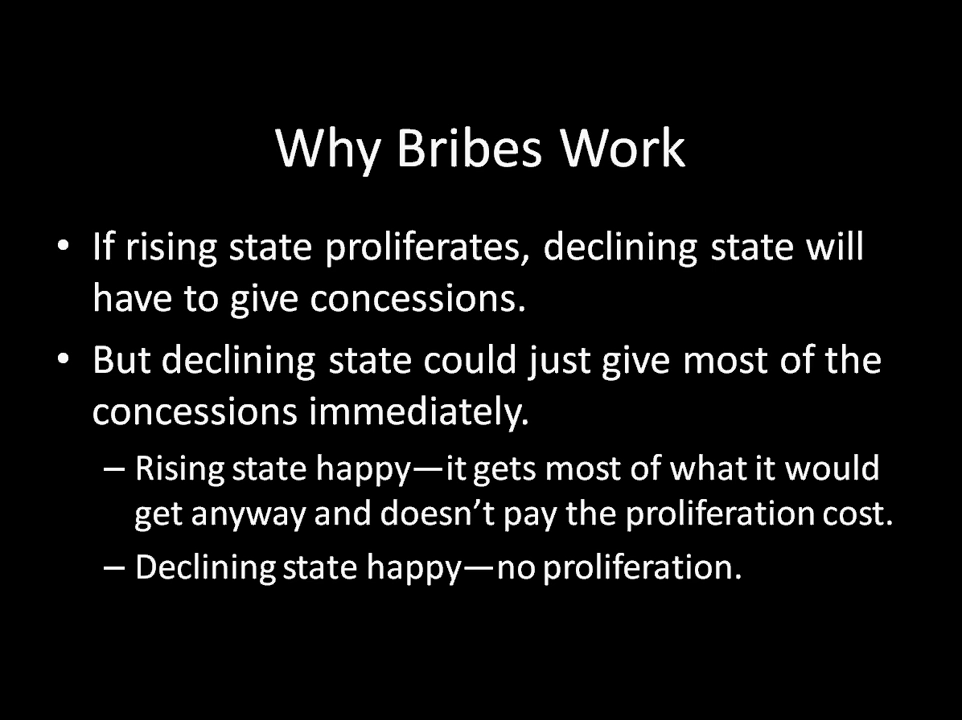 Why Bribes Work
• If rising state proliferates, declining state will
have to give concessions.
• But declining state could just give most of the
concessions immediately.
– Rising state happy—it gets most of what it would
get anyway and doesn’t pay the proliferation cost.
– Declining state happy—no proliferation.